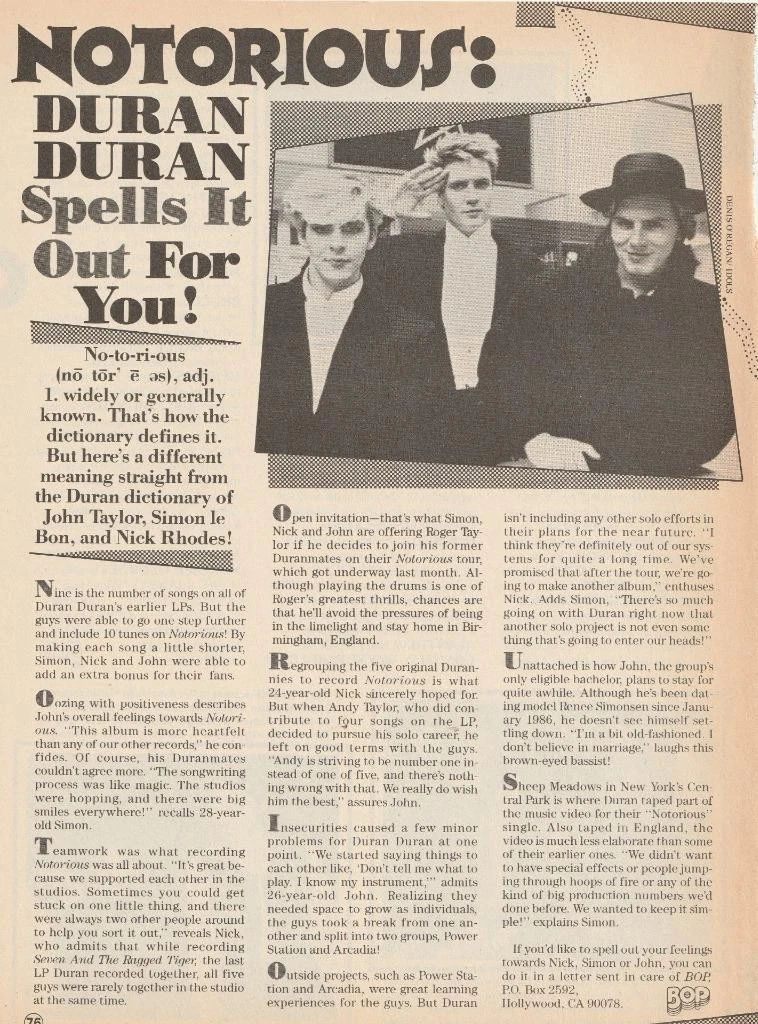 NOTORIOUS:
DURAN
DURAN
Spells It
Out For
You!
No-to-ri-ous
(nō tōr' ē əs), adj.
1. widely or generally
known. That's how the
dictionary defines it.
But here's a different
meaning straight from
the Duran dictionary of
John Taylor, Simon le
Bon, and Nick Rhodes!
DENIS O'REGAN/IDOLS
Nine is the number of songs on all of
Duran Duran's earlier LPs. But the
guys were able to go one step further
and include 10 tunes on Notorious! By
making each song a little shorter,
Simon, Nick and John were able to
add an extra bonus for their fans.
Oozing with positiveness describes
John's overall feelings towards Notori-
ous. "This album is more heartfelt
than any of our other records," he con-
fides. Of course, his Duranmates
couldn't agree more. "The songwriting
process was like magic. The studios
were hopping, and there were big
smiles everywhere!" recalls 28-year-
old Simon.
Teamwork was what recording
Notorious was all about. "It's great be-
cause we supported each other in the
studios. Sometimes you could get
stuck on one little thing, and there
were always two other people around
to help you sort it out," reveals Nick,
who admits that while recording
Seven And The Ragged Tiger, the last
LP Duran recorded together, all five
guys were rarely together in the studio
at the same time.
Open invitation—that's what Simon,
Nick and John are offering Roger Tay-
lor if he decides to join his former
Duranmates on their Notorious tour,
which got underway last month. Al-
though playing the drums is one of
Roger's greatest thrills, chances are
that he'll avoid the pressures of being
in the limelight and stay home in Bir-
mingham, England.
Regrouping the five original Duran-
nies to record Notorious is what
24-year-old Nick sincerely hoped for.
But when Andy Taylor, who did con-
tribute to four songs on the LP,
decided to pursue his solo career, he
left on good terms with the guys.
"Andy is striving to be number one in-
stead of one of five, and there's noth-
ing wrong with that. We really do wish
him the best," assures John.
Insecurities caused a few minor
problems for Duran Duran at one
point. "We started saying things to
each other like, 'Don't tell me what to
play. I know my instrument,'" admits
26-year-old John. Realizing they
needed space to grow as individuals,
the guys took a break from one an-
other and split into two groups, Power
Station and Arcadia!
Outside projects, such as Power Sta-
tion and Arcadia, were great learning
experiences for the guys. But Duran
isn't including any other solo efforts in
their plans for the near future. "I
think they're definitely out of our sys-
tems for quite a long time. We've
promised that after the tour, we're go-
ing to make another album," enthuses
Nick. Adds Simon, "There's so much
going on with Duran right now that
another solo project is not even some-
thing that's going to enter our heads!"
Unattached is how John, the group's
only eligible bachelor, plans to stay for
quite awhile. Although he's been dat-
ing model Renee Simonsen since Janu-
ary 1986, he doesn't see himself set-
tling down. "I'm a bit old-fashioned. I
don't believe in marriage," laughs this
brown-eyed bassist!
Sheep Meadows in New York's Cen-
tral Park is where Duran taped part of
the music video for their "Notorious"
single. Also taped in England, the
video is much less elaborate than some
of their earlier ones. "We didn't want
to have special effects or people jump-
ing through hoops of fire or any of the
kind of big production numbers we'd
done before. We wanted to keep it sim-
ple!" explains Simon.
If you'd like to spell out your feelings
towards Nick, Simon or John, you can
do it in a letter sent in care of BOP,
P.O. Box 2592,
Hollywood, CA 90078.
BOP
76